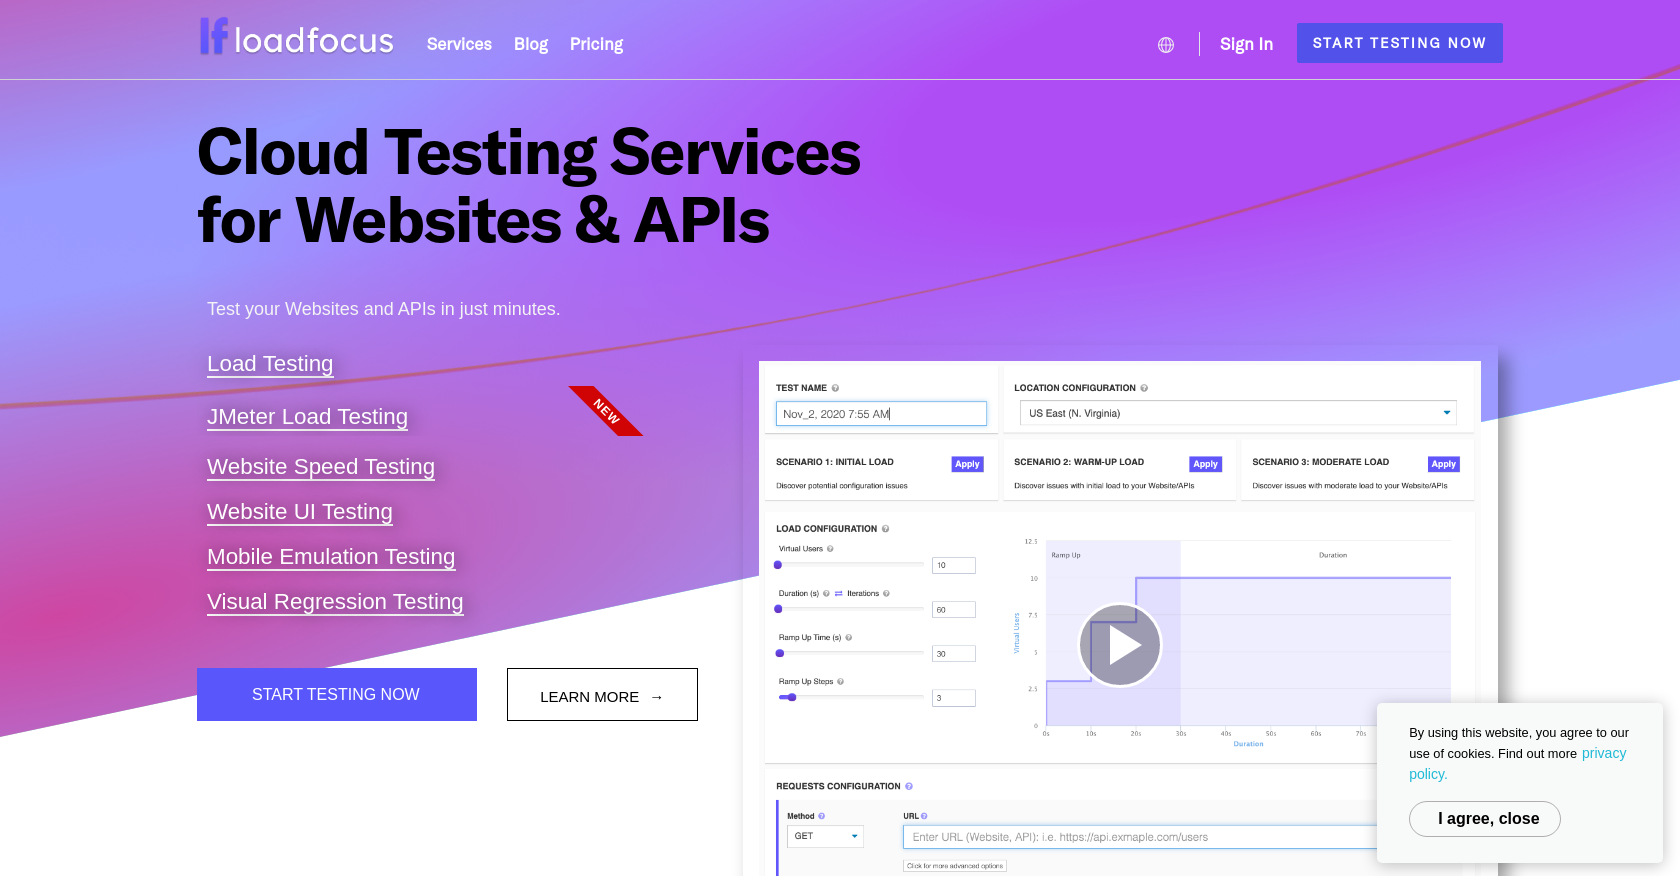 lf loadfocus
Services Blog Pricing
Sign In
START TESTING NOW
Cloud Testing Services
for Websites & APIs
Test your Websites and APIs in just minutes.
Load Testing
JMeter Load Testing
NEW
Website Speed Testing
Website UI Testing
Mobile Emulation Testing
Visual Regression Testing
START TESTING NOW
LEARN MORE →
TEST NAME ?
Nov_2, 2020 7:55 AM
LOCATION CONFIGURATION ?
US East (N. Virginia)
SCENARIO 1: INITIAL LOAD
Apply
Discover potential configuration issues
SCENARIO 2: WARM-UP LOAD
Apply
Discover issues with initial load to your Website/APIs
SCENARIO 3: MODERATE LOAD
Apply
Discover issues with moderate load to your Website/APIs
LOAD CONFIGURATION ?
Virtual Users ?
10
Duration (s) ? ⇄ Iterations ?
60
Ramp Up Time (s) ?
30
Ramp Up Steps ?
3
12.5
10
7.5
5
2.5
0
Virtual Users
Ramp Up
Duration
0s 10s 20s 30s 40s 50s 60s 70s
Duration
REQUESTS CONFIGURATION ?
Method ?
GET
URL ?
Enter URL (Website, API): i.e. https://api.exmaple.com/users
Click for more advanced options
By using this website, you agree to our
use of cookies. Find out more privacy
policy.
I agree, close